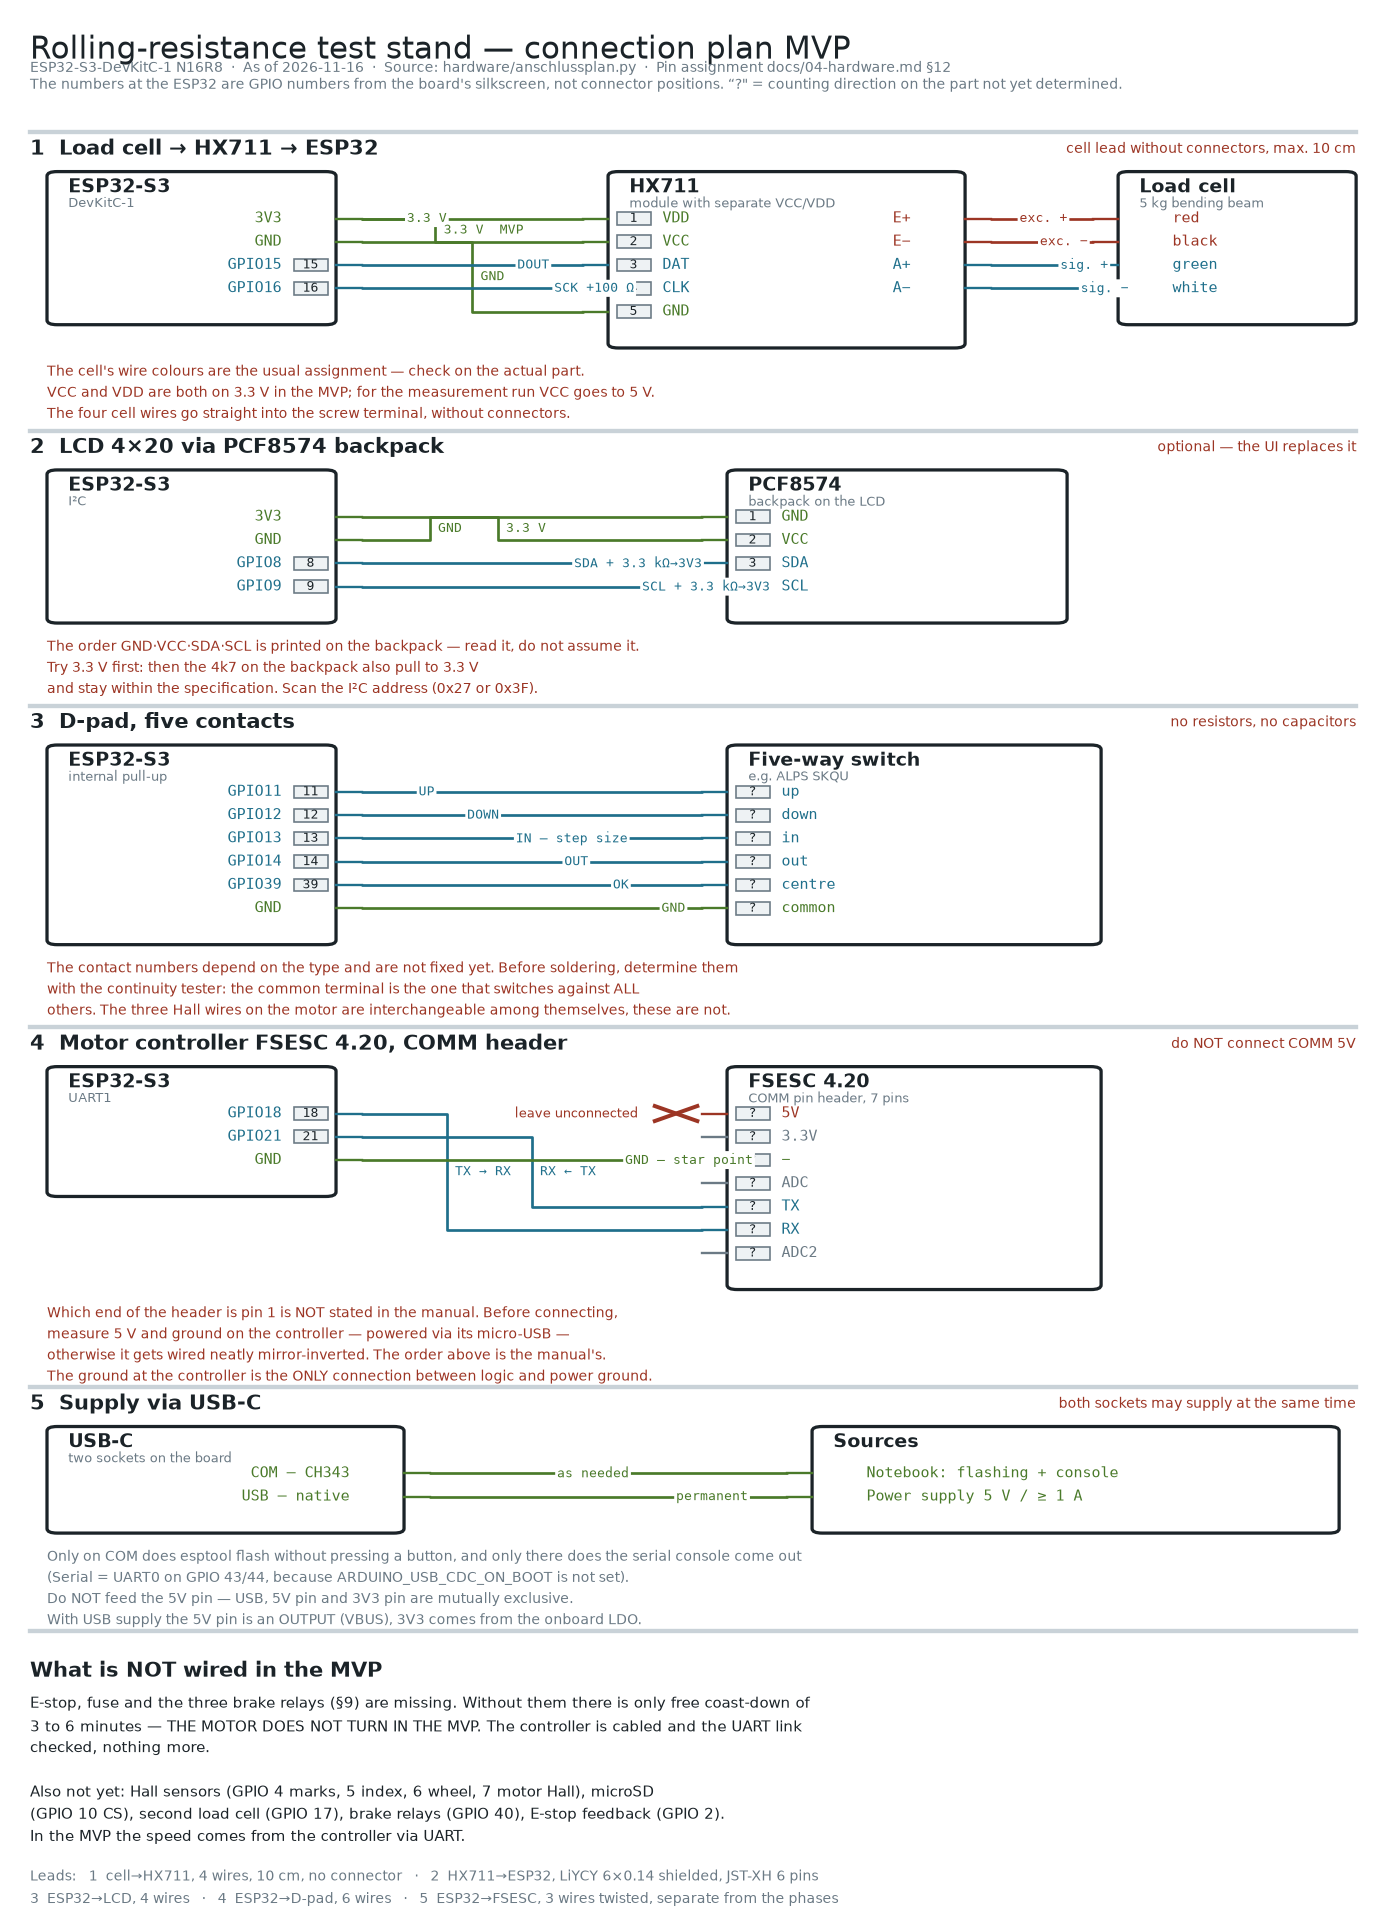 Rolling-resistance test stand — connection plan MVP
ESP32-S3-DevKitC-1 N16R8 · As of 2026-11-16 · Source: hardware/anschlussplan.py · Pin assignment docs/04-hardware.md §12
The numbers at the ESP32 are GPIO numbers from the board's silkscreen, not connector positions. “?" = counting direction on the part not yet determined.
1 Load cell → HX711 → ESP32
cell lead without connectors, max. 10 cm
ESP32-S3
DevKitC-1
HX711
module with separate VCC/VDD
Load cell
5 kg bending beam
3V3 3.3 V 1 VDD E+ exc. + red
3.3 V MVP
GND 2 VCC E− exc. − black
GPIO15 15 DOUT 3 DAT A+ sig. + green
GND
GPIO16 16 SCK +100 Ω CLK A− sig. − white
5 GND
The cell's wire colours are the usual assignment — check on the actual part.
VCC and VDD are both on 3.3 V in the MVP; for the measurement run VCC goes to 5 V.
The four cell wires go straight into the screw terminal, without connectors.
2 LCD 4×20 via PCF8574 backpack
optional — the UI replaces it
ESP32-S3
I²C
PCF8574
backpack on the LCD
3V3 1 GND
GND 3.3 V
GND 2 VCC
GPIO8 8 SDA + 3.3 kΩ→3V3 3 SDA
GPIO9 9 SCL + 3.3 kΩ→3V3 SCL
The order GND·VCC·SDA·SCL is printed on the backpack — read it, do not assume it.
Try 3.3 V first: then the 4k7 on the backpack also pull to 3.3 V
and stay within the specification. Scan the I²C address (0x27 or 0x3F).
3 D-pad, five contacts
no resistors, no capacitors
ESP32-S3
internal pull-up
Five-way switch
e.g. ALPS SKQU
GPIO11 11 UP ? up
GPIO12 12 DOWN ? down
GPIO13 13 IN — step size ? in
GPIO14 14 OUT ? out
GPIO39 39 OK ? centre
GND GND ? common
The contact numbers depend on the type and are not fixed yet. Before soldering, determine them
with the continuity tester: the common terminal is the one that switches against ALL
others. The three Hall wires on the motor are interchangeable among themselves, these are not.
4 Motor controller FSESC 4.20, COMM header
do NOT connect COMM 5V
ESP32-S3
UART1
FSESC 4.20
COMM pin header, 7 pins
GPIO18 18 leave unconnected ? 5V
GPIO21 21 ? 3.3V
GND GND — star point —
TX → RX RX ← TX
? ADC
? TX
? RX
? ADC2
Which end of the header is pin 1 is NOT stated in the manual. Before connecting,
measure 5 V and ground on the controller — powered via its micro-USB —
otherwise it gets wired neatly mirror-inverted. The order above is the manual's.
The ground at the controller is the ONLY connection between logic and power ground.
5 Supply via USB-C
both sockets may supply at the same time
USB-C
two sockets on the board
Sources
COM — CH343 as needed Notebook: flashing + console
USB — native permanent Power supply 5 V / ≥ 1 A
Only on COM does esptool flash without pressing a button, and only there does the serial console come out
(Serial = UART0 on GPIO 43/44, because ARDUINO_USB_CDC_ON_BOOT is not set).
Do NOT feed the 5V pin — USB, 5V pin and 3V3 pin are mutually exclusive.
With USB supply the 5V pin is an OUTPUT (VBUS), 3V3 comes from the onboard LDO.
What is NOT wired in the MVP
E-stop, fuse and the three brake relays (§9) are missing. Without them there is only free coast-down of
3 to 6 minutes — THE MOTOR DOES NOT TURN IN THE MVP. The controller is cabled and the UART link
checked, nothing more.
Also not yet: Hall sensors (GPIO 4 marks, 5 index, 6 wheel, 7 motor Hall), microSD
(GPIO 10 CS), second load cell (GPIO 17), brake relays (GPIO 40), E-stop feedback (GPIO 2).
In the MVP the speed comes from the controller via UART.
Leads: 1 cell→HX711, 4 wires, 10 cm, no connector · 2 HX711→ESP32, LiYCY 6×0.14 shielded, JST-XH 6 pins
3 ESP32→LCD, 4 wires · 4 ESP32→D-pad, 6 wires · 5 ESP32→FSESC, 3 wires twisted, separate from the phases